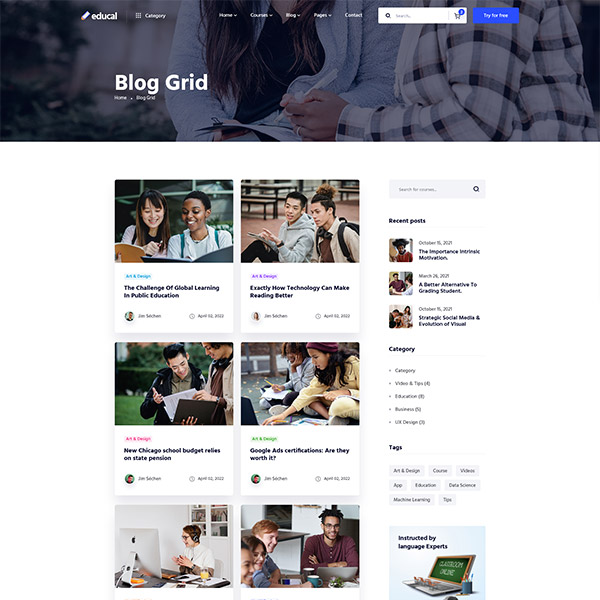 educal
Category
Home
Courses
Blog
Pages
Contact
Search..
Try for free
Blog Grid
Home
Blog Grid
Art & Design
The Challenge Of Global Learning
In Public Education
Jim Séchen
April 02, 2022
Art & Design
Exactly How Technology Can Make
Reading Better
Jim Séchen
April 02, 2022
Art & Design
New Chicago school budget relies
on state pension
Jim Séchen
April 02, 2022
Art & Design
Google Ads certifications: Are they
worth it?
Jim Séchen
April 02, 2022
Search for courses..
Recent posts
October 15, 2021
The Importance Intrinsic
Motivation.
March 26, 2021
A Better Alternative To
Grading Student.
October 15, 2021
Strategic Social Media &
Evolution of Visual
Category
Category
Video & Tips (4)
Education (8)
Business (5)
UX Design (3)
Tags
Art & Design
Course
Videos
App
Education
Data Science
Machine Learning
Tips
Instructed by
language Experts
CLASSROOM
ONLINE